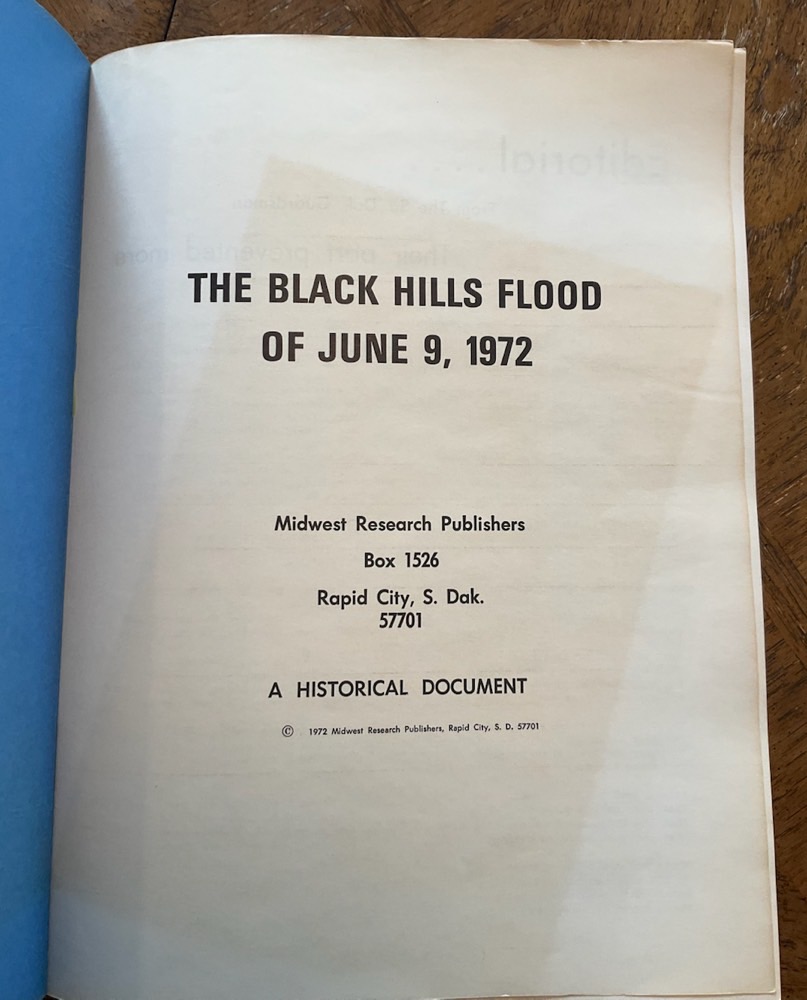 Editorial . . .
THE BLACK HILLS FLOOD
OF JUNE 9, 1972
Midwest Research Publishers
Box 1526
Rapid City, S. Dak.
57701
A HISTORICAL DOCUMENT
© 1972 Midwest Research Publishers, Rapid City, S. D. 57701